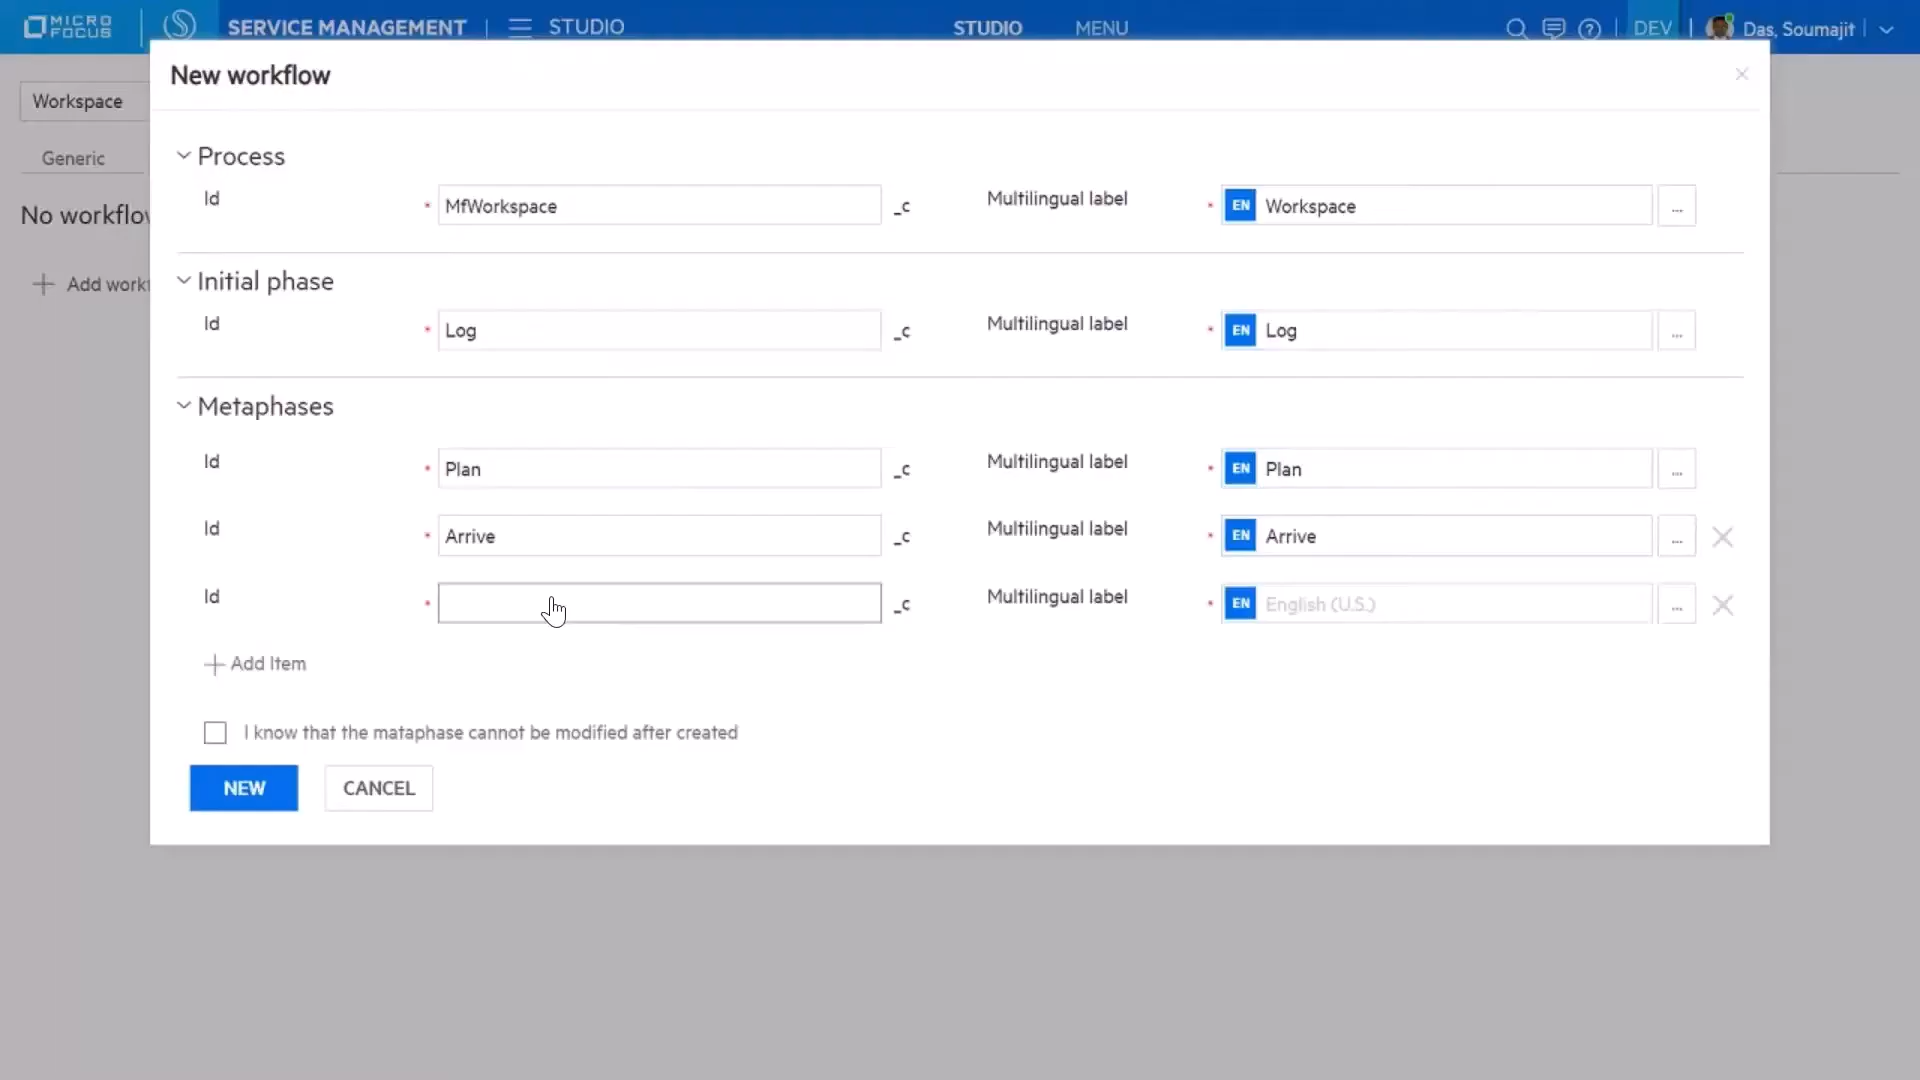 MICRO FOCUS SERVICE MANAGEMENT STUDIO STUDIO MENU DEV Das, Soumajit
New workflow
Workspace
Generic
No workflov
Add workf
Process
Id * MfWorkspace _c Multilingual label * EN Workspace ...
Initial phase
Id * Log _c Multilingual label * EN Log ...
Metaphases
Id * Plan _c Multilingual label * EN Plan ...
Id * Arrive _c Multilingual label * EN Arrive ...
Id * _c Multilingual label * EN English (U.S.) ...
Add Item
I know that the mataphase cannot be modified after created
NEW CANCEL